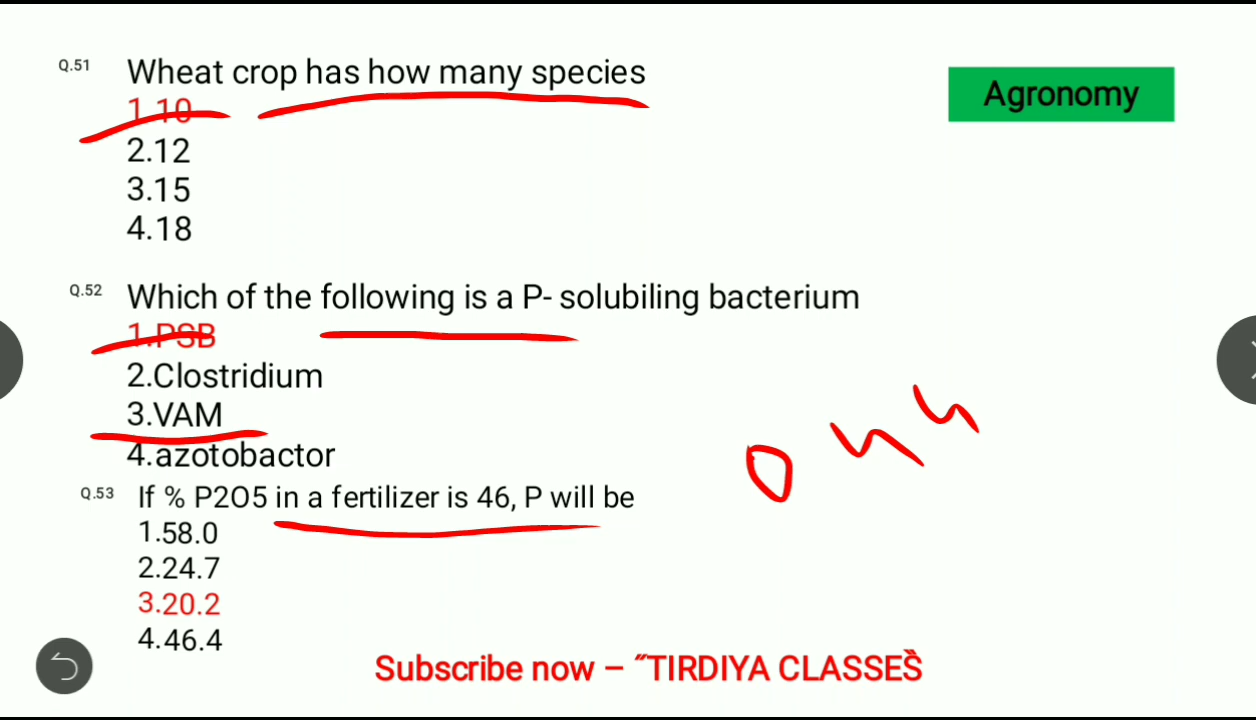 Q.51 Wheat crop has how many species
Agronomy
1.10
2.12
3.15
4.18
Q.52 Which of the following is a P- solubiling bacterium
1.PSB
2.Clostridium
3.VAM
4.azotobactor
Q.53 If % P2O5 in a fertilizer is 46, P will be
1.58.0
2.24.7
3.20.2
4.46.4
Subscribe now – ˝TIRDIYA CLASSES̏